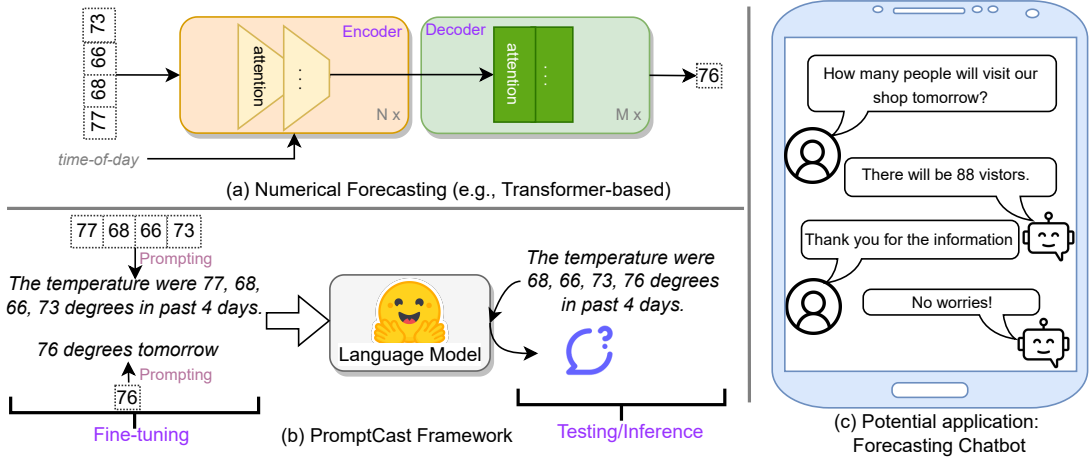 73
66
68
77
time-of-day
attention
. . .
Encoder
N x
Decoder
attention
. . .
M x
76
(a) Numerical Forecasting (e.g., Transformer-based)
77 68 66 73
Prompting
The temperature were 77, 68,
66, 73 degrees in past 4 days.
76 degrees tomorrow
Prompting
76
Fine-tuning
Language Model
(b) PromptCast Framework
The temperature were
68, 66, 73, 76 degrees
in past 4 days.
?
Testing/Inference
How many people will visit our
shop tomorrow?
There will be 88 vistors.
Thank you for the information
No worries!
(c) Potential application:
Forecasting Chatbot